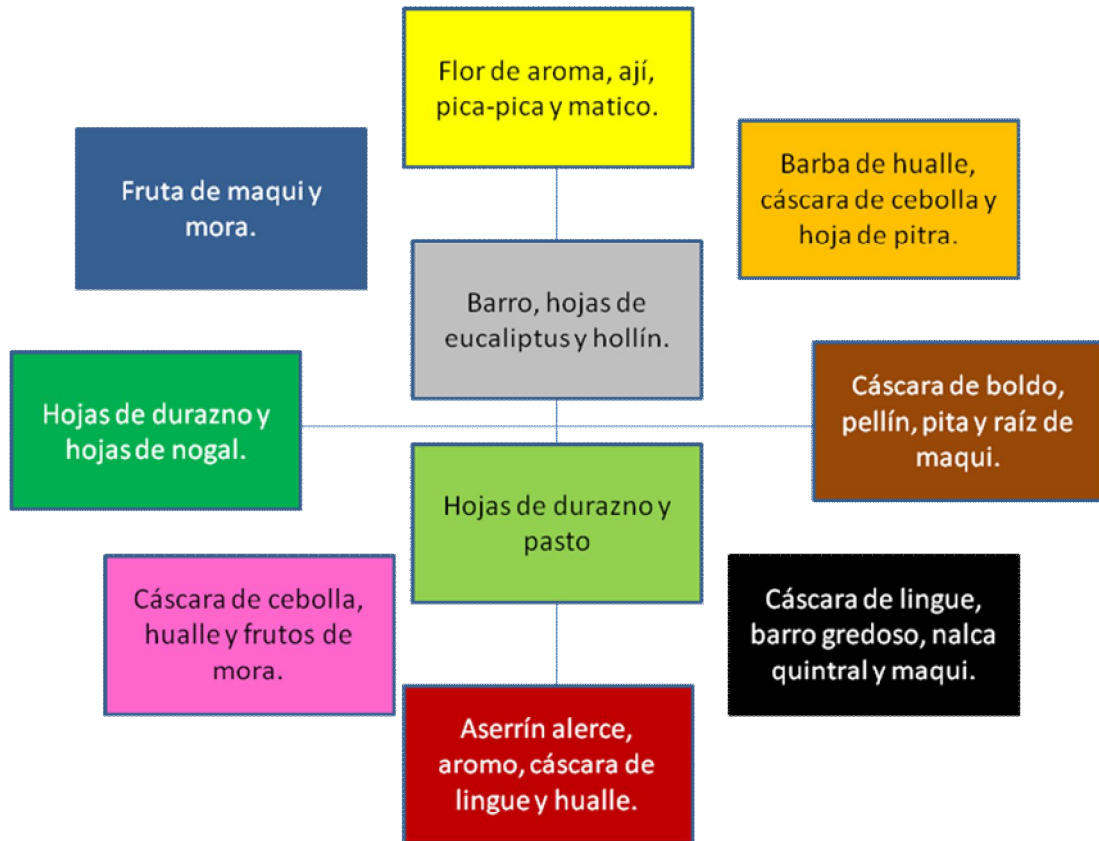 Flor de aroma, ají,
pica-pica y matico.
Fruta de maqui y
mora.
Barba de hualle,
cáscara de cebolla y
hoja de pitra.
Barro, hojas de
eucaliptus y hollín.
Hojas de durazno y
hojas de nogal.
Cáscara de boldo,
pellín, pita y raíz de
maqui.
Hojas de durazno y
pasto
Cáscara de cebolla,
hualle y frutos de
mora.
Cáscara de lingue,
barro gredoso, nalca
quintral y maqui.
Aserrín alerce,
aromo, cáscara de
lingue y hualle.